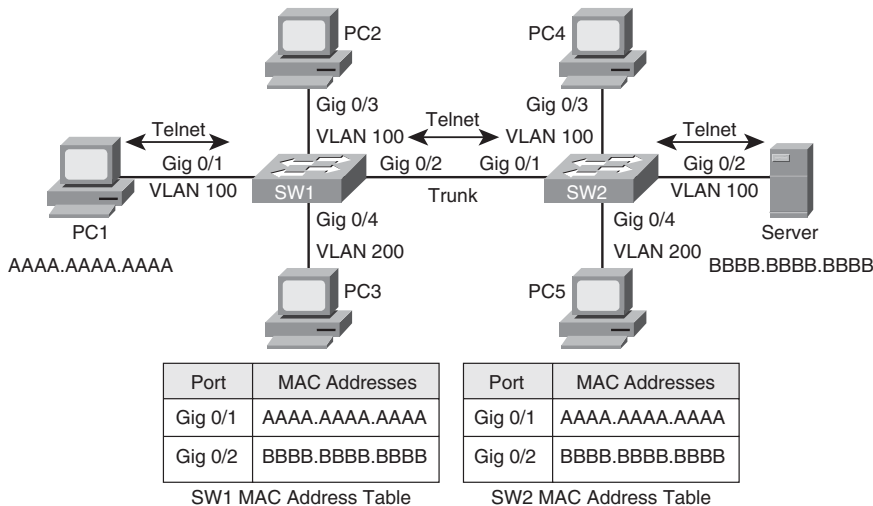 PC2
PC4
Gig 0/3
Gig 0/3
Telnet
VLAN 100
Telnet
VLAN 100
Telnet
Gig 0/1
Gig 0/2
Gig 0/1
Gig 0/2
VLAN 100
SW1
Trunk
SW2
VLAN 100
PC1
Gig 0/4
Gig 0/4
Server
AAAA.AAAA.AAAA
VLAN 200
VLAN 200
BBBB.BBBB.BBBB
PC3
PC5
Port MAC Addresses
Gig 0/1 AAAA.AAAA.AAAA
Gig 0/2 BBBB.BBBB.BBBB
SW1 MAC Address Table
Port MAC Addresses
Gig 0/1 AAAA.AAAA.AAAA
Gig 0/2 BBBB.BBBB.BBBB
SW2 MAC Address Table